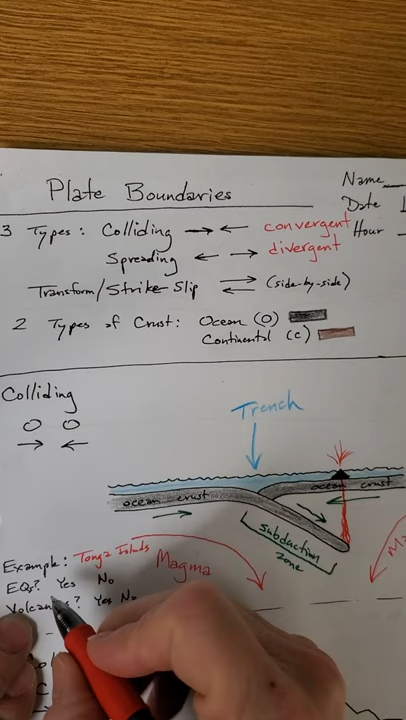 Plate Boundaries
Name
Date
Hour
3 Types: Colliding → ← convergent
Spreading ← → divergent
Transform/Strike-Slip (side-by-side)
2 Types of Crust: Ocean (O)
Continental (c)
Colliding
O O
→ ←
Trench
ocean crust
ocean crust
subduction
zone
Example: Tonga Islands
Magma
EQs? Yes No
Yes No